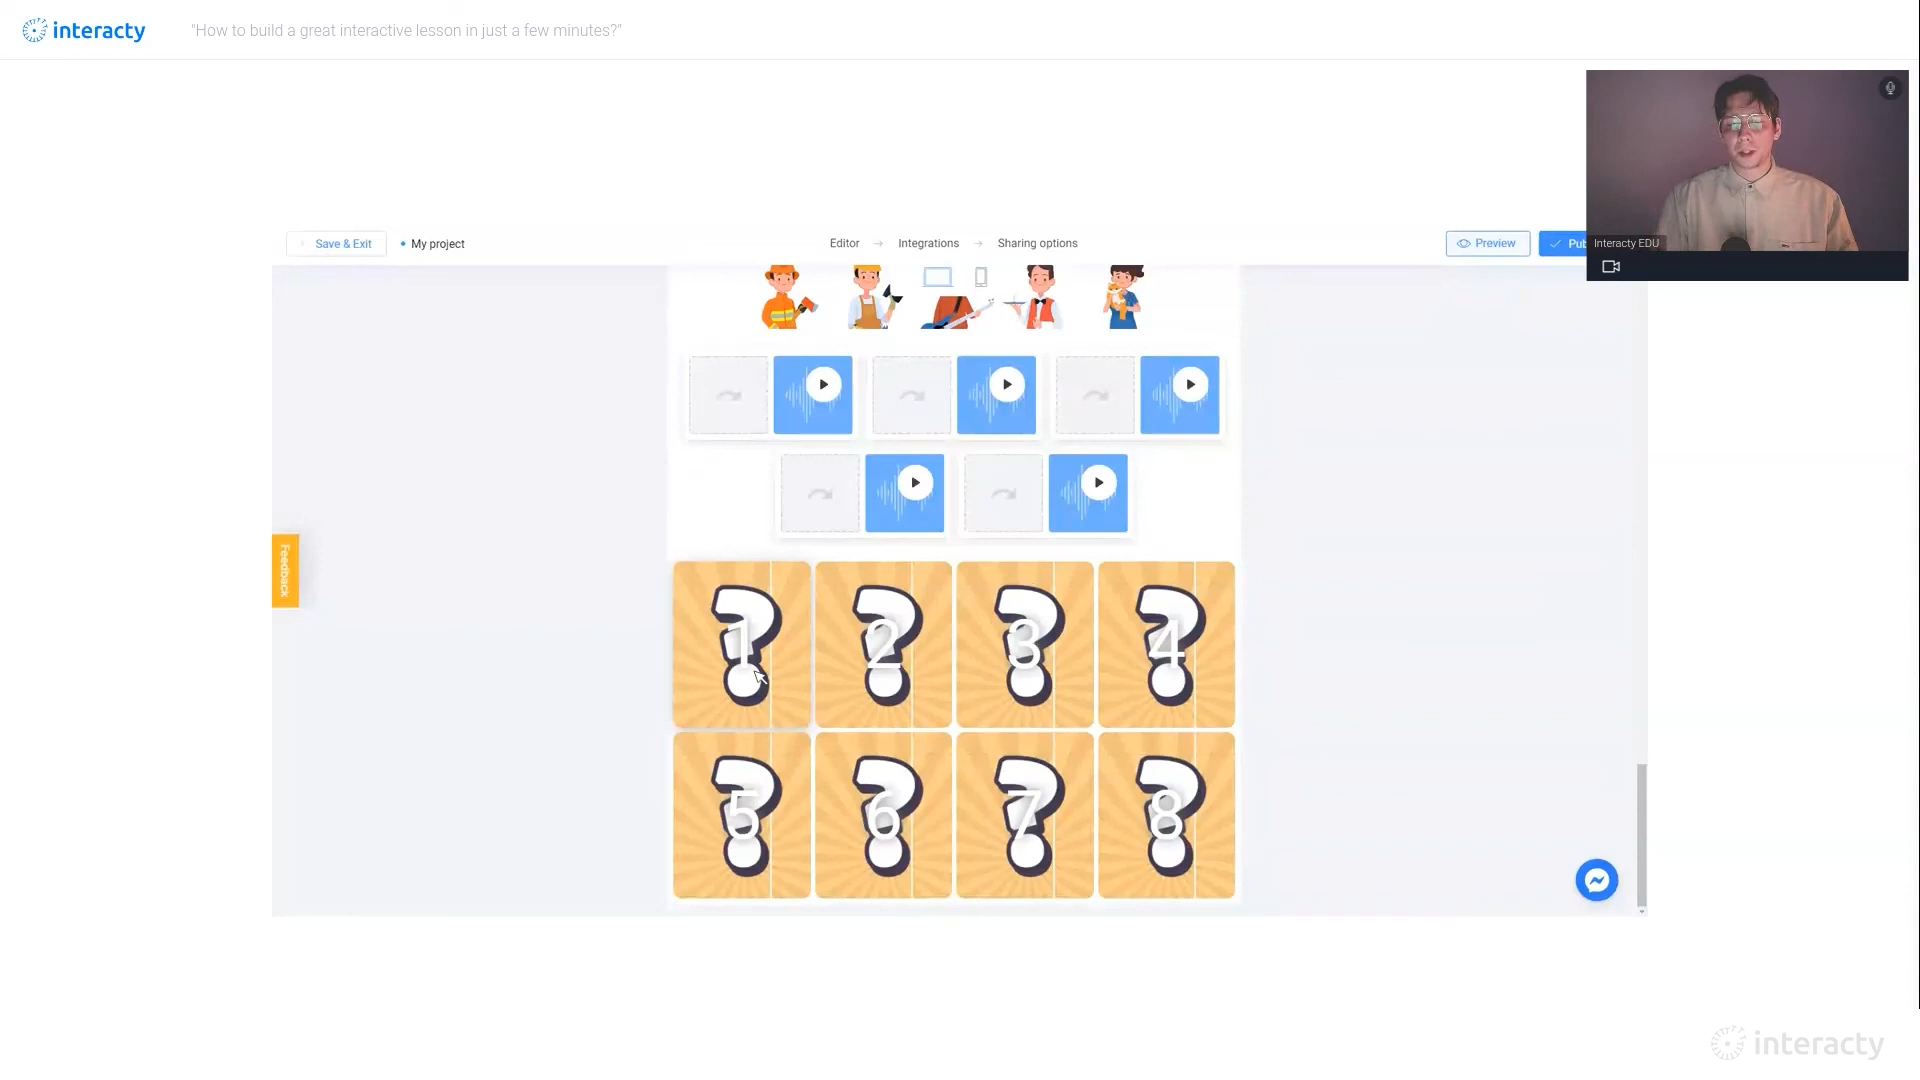 interacty
"How to build a great interactive lesson in just a few minutes?"
Interacty EDU
Save & Exit
My project
Editor
Integrations
Sharing options
Preview
Pub
Feedback
1
2
3
4
5
6
7
8
interacty